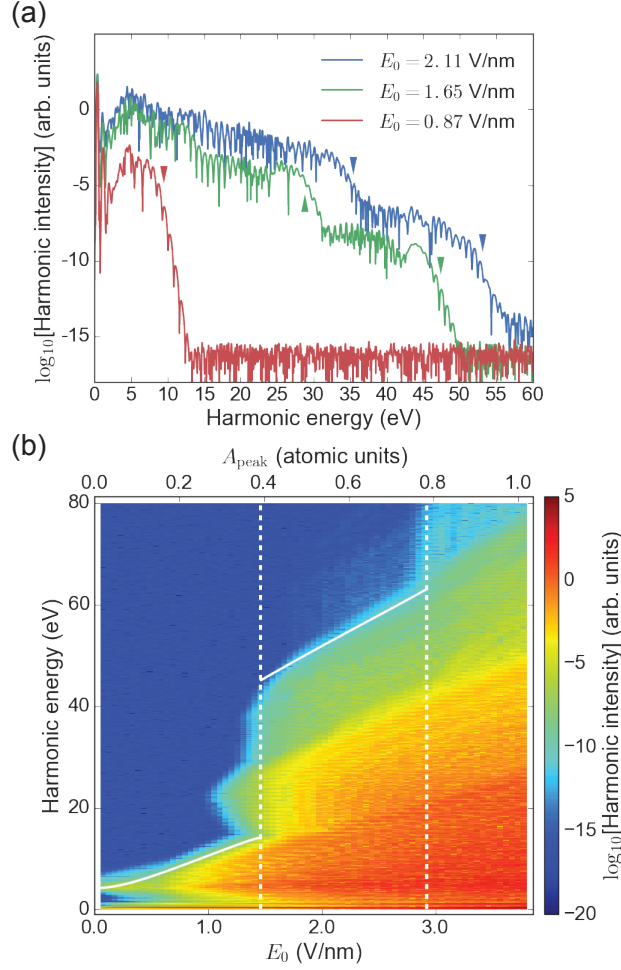 (a)
log₁₀[Harmonic intensity] (arb. units)
0
-5
-10
-15
E₀ = 2.11 V/nm
E₀ = 1.65 V/nm
E₀ = 0.87 V/nm
0 5 10 15 20 25 30 35 40 45 50 55 60
Harmonic energy (eV)
(b)
A_peak (atomic units)
0.0 0.2 0.4 0.6 0.8 1.0
Harmonic energy (eV)
80
60
40
20
0
0.0 1.0 2.0 3.0
E₀ (V/nm)
5
0
−5
−10
−15
−20
log₁₀[Harmonic intensity] (arb. units)